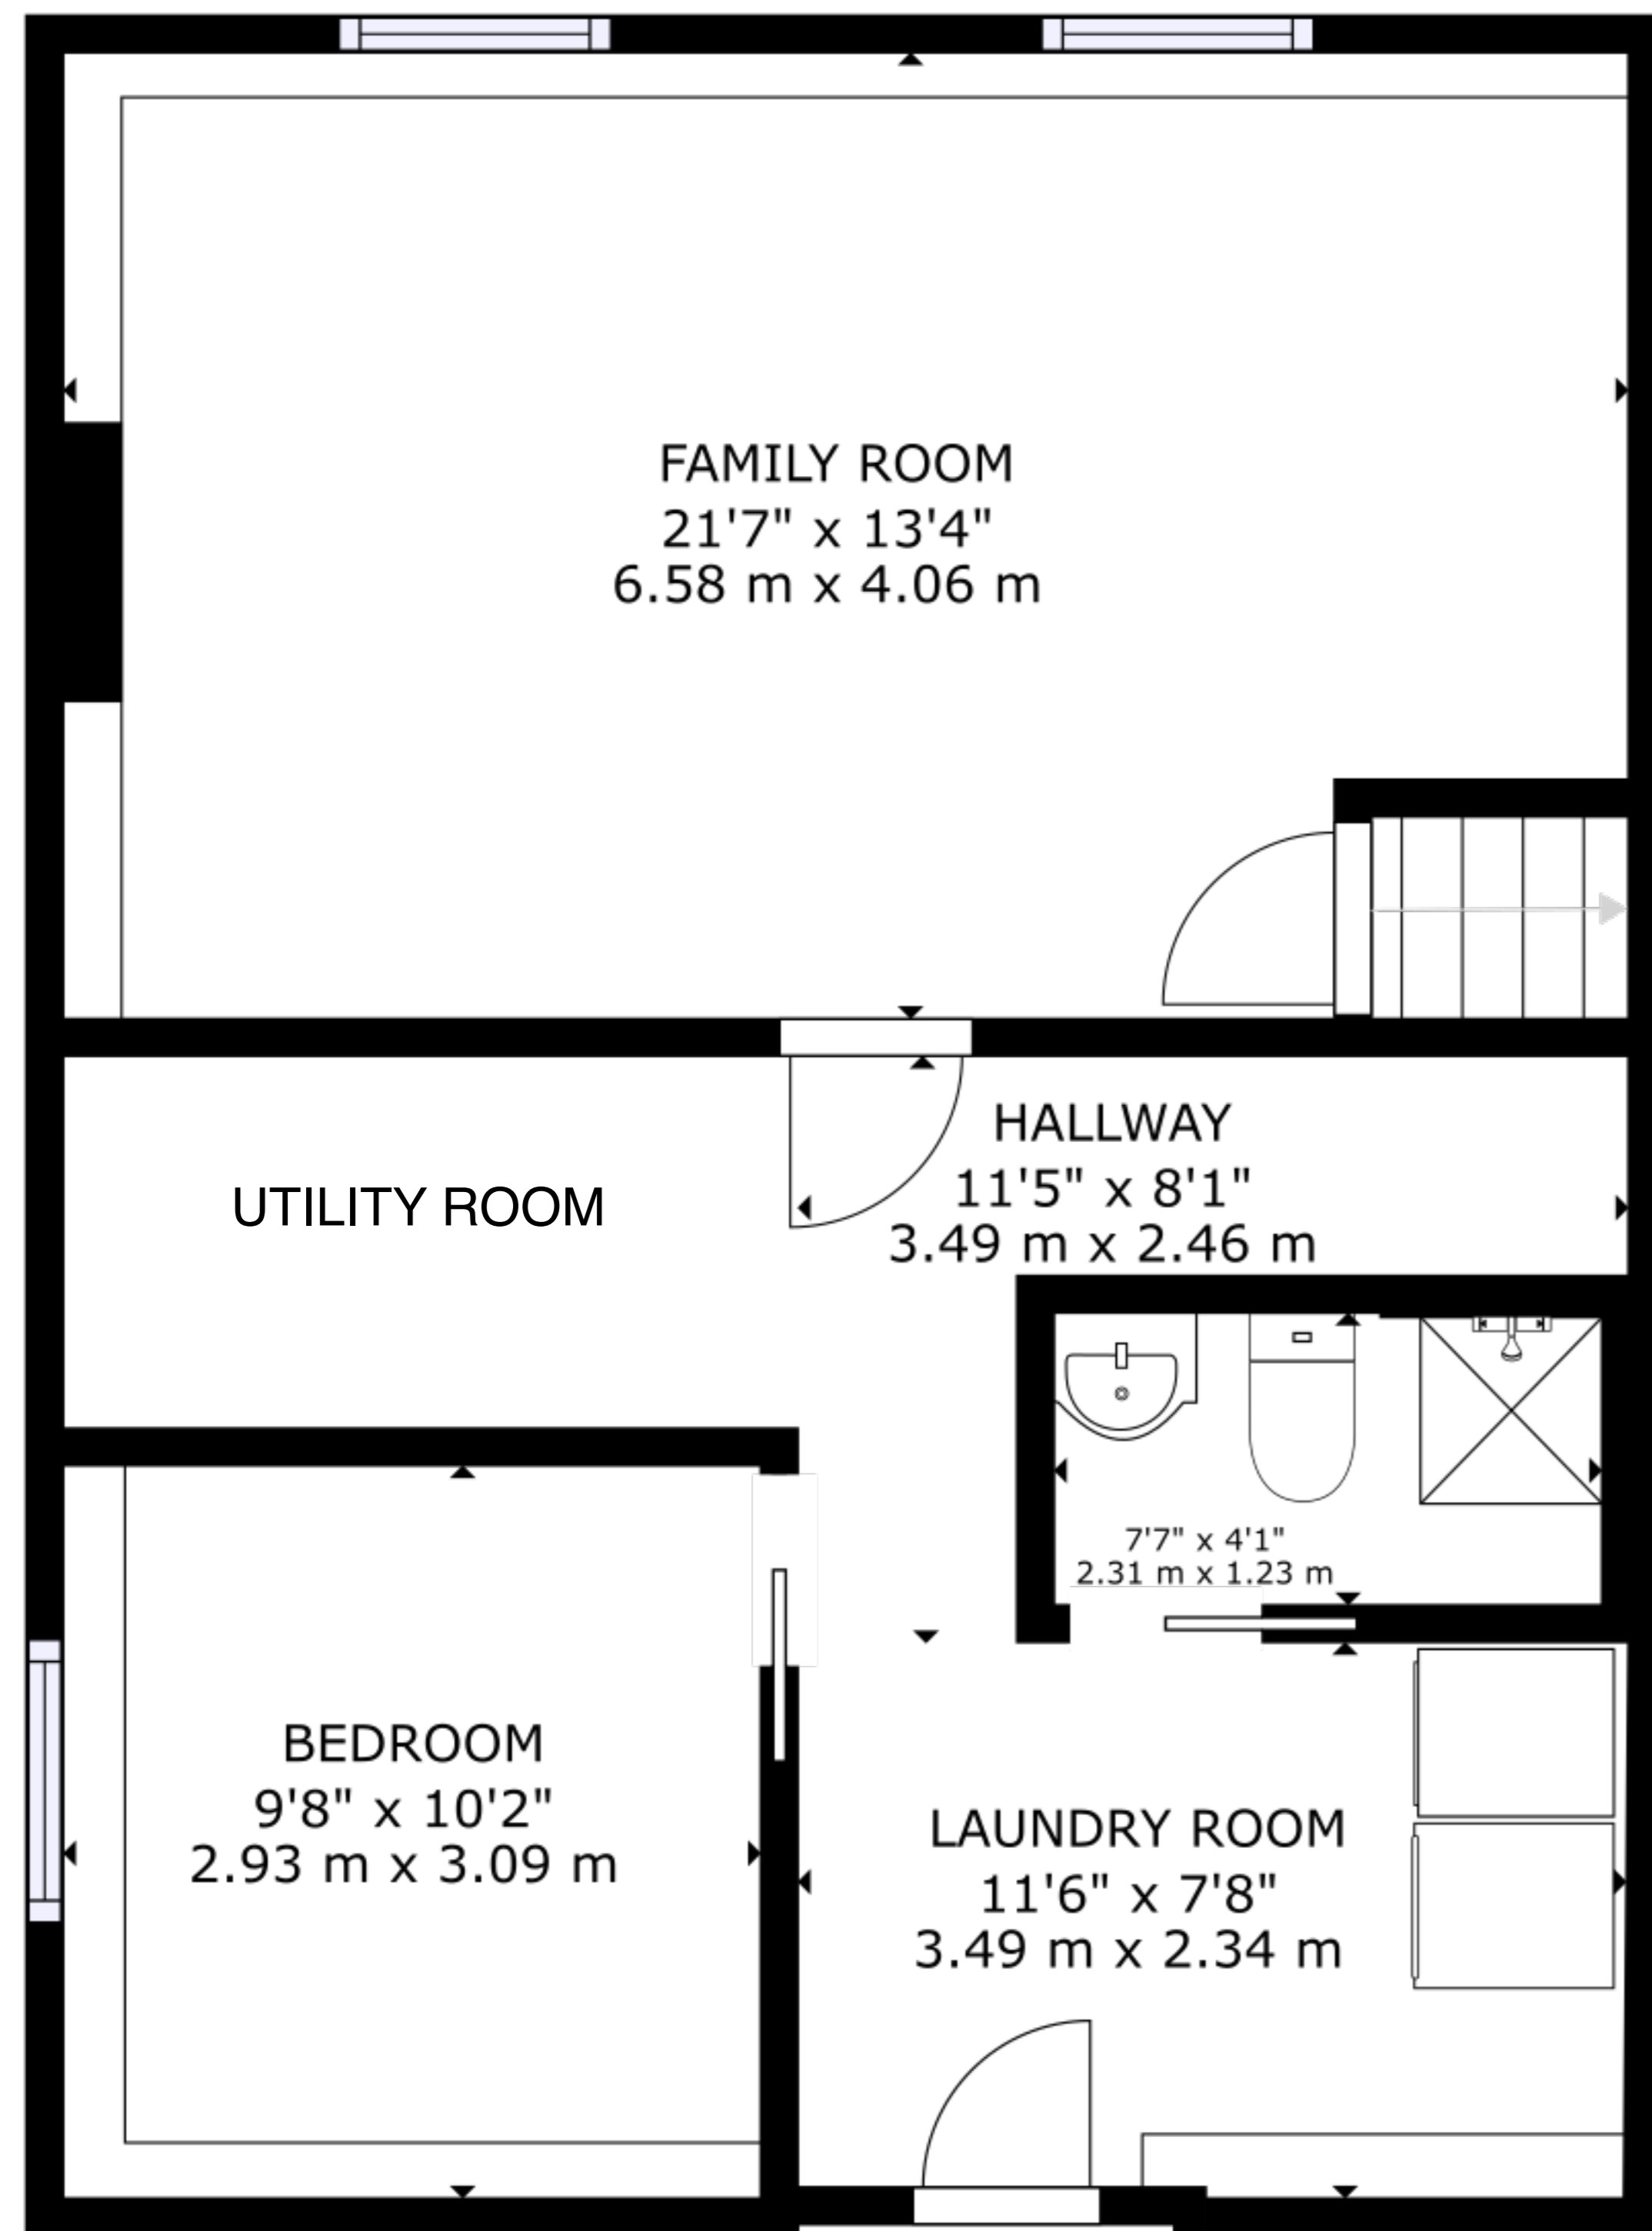 FAMILY ROOM
21'7" x 13'4"
6.58 m x 4.06 m
HALLWAY
11'5" x 8'1"
3.49 m x 2.46 m
UTILITY ROOM
7'7" x 4'1"
2.31 m x 1.23 m
BEDROOM
9'8" x 10'2"
2.93 m x 3.09 m
LAUNDRY ROOM
11'6" x 7'8"
3.49 m x 2.34 m